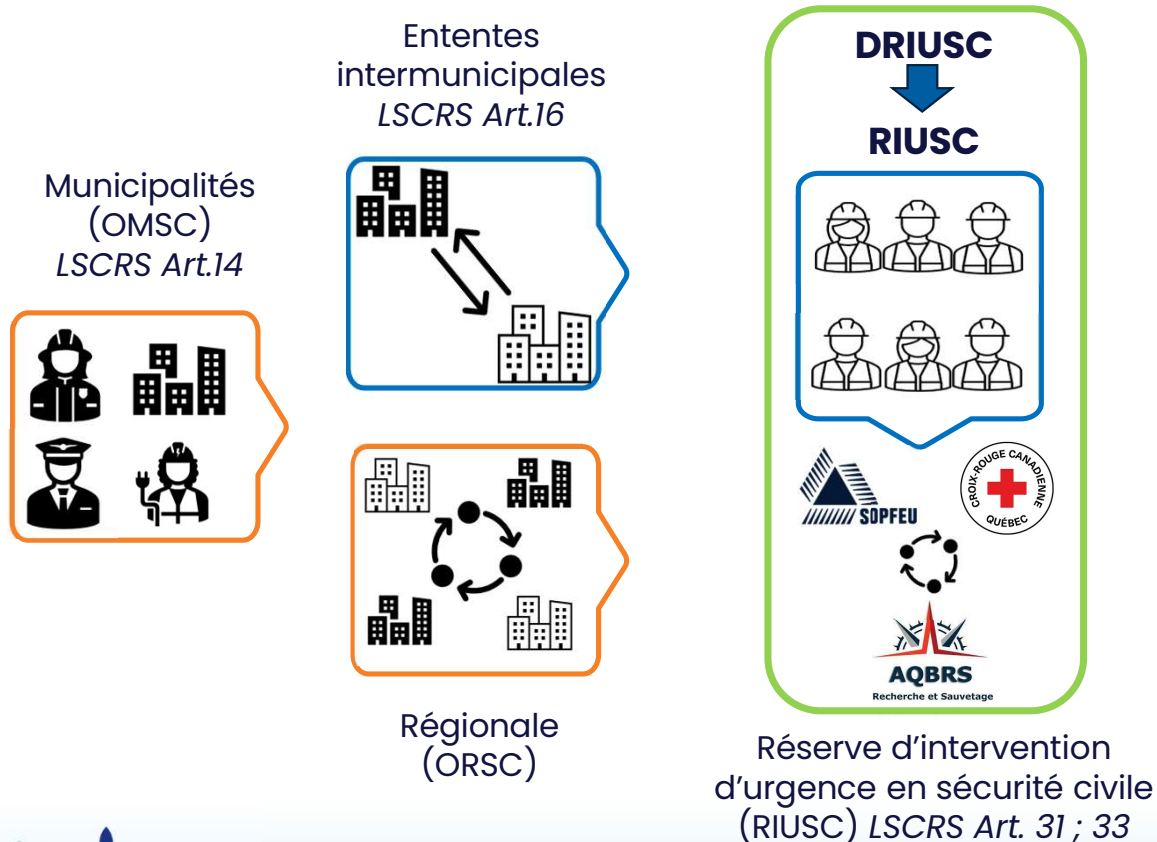 Municipalités
(OMSC)
LSCRS Art.14
Ententes
intermunicipales
LSCRS Art.16
Régionale
(ORSC)
DRIUSC
RIUSC
SOPFEU
CROIX-ROUGE CANADIENNE
QUÉBEC
AQBRS
Recherche et Sauvetage
Réserve d'intervention
d'urgence en sécurité civile
(RIUSC) LSCRS Art. 31 ; 33